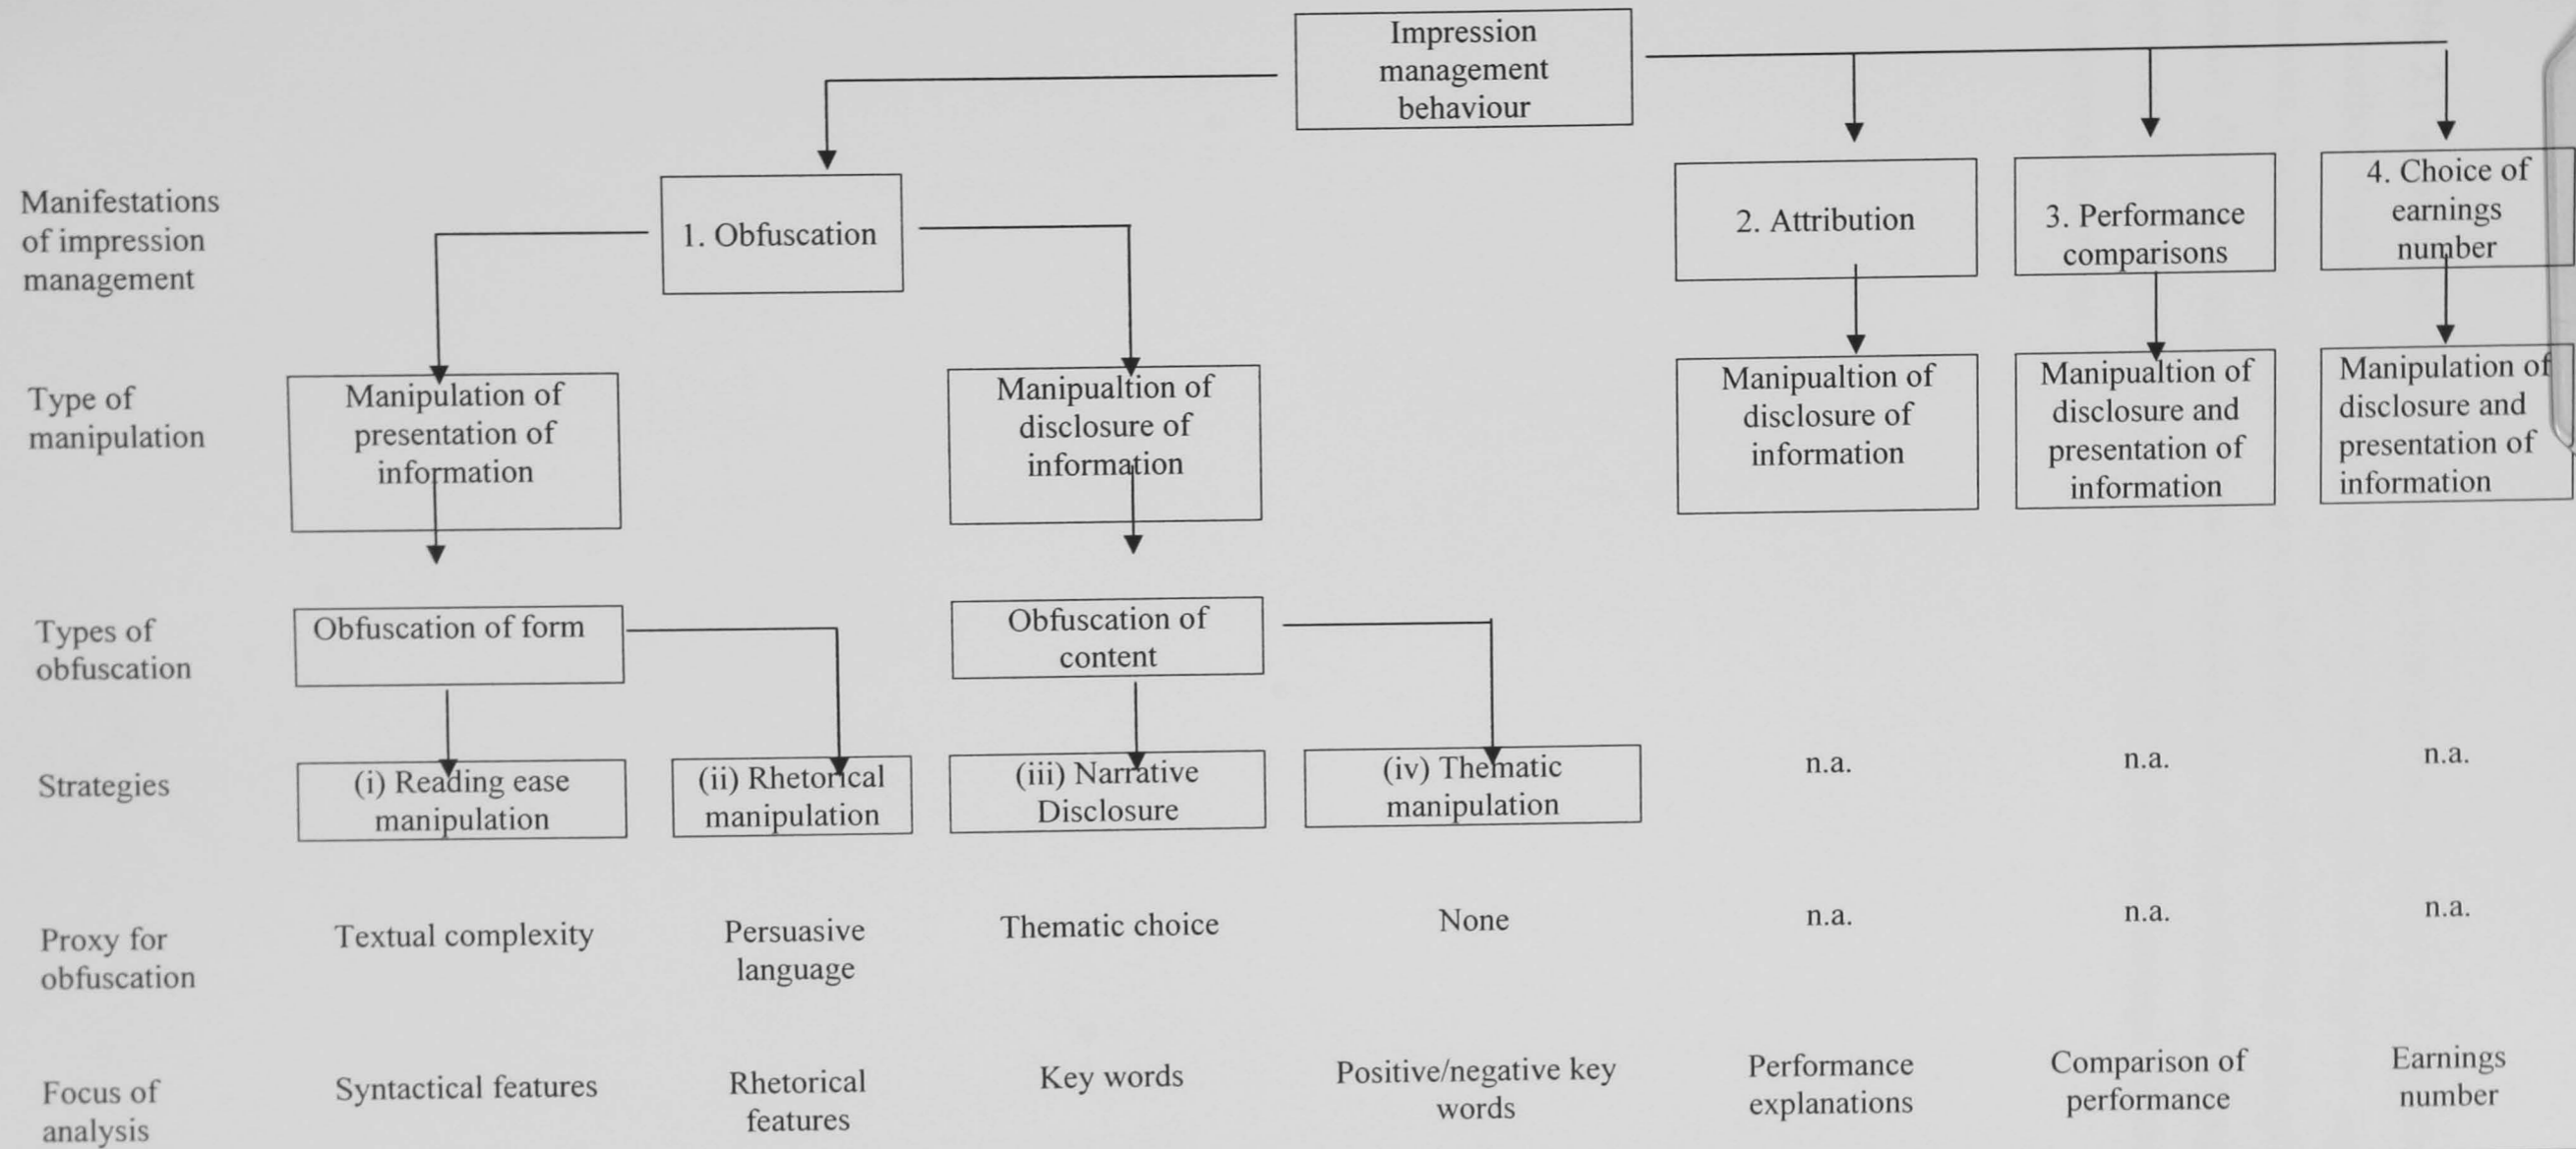 Impression
management
behaviour
Manifestations
of impression
management
1. Obfuscation
2. Attribution
3. Performance
comparisons
4. Choice of
earnings
number
Type of
manipulation
Manipulation of
presentation of
information
Manipualtion of
disclosure of
information
Manipualtion of
disclosure of
information
Manipualtion of
disclosure and
presentation of
information
Manipulation of
disclosure and
presentation of
information
Types of
obfuscation
Obfuscation of form
Obfuscation of
content
Strategies
(i) Reading ease
manipulation
(ii) Rhetorical
manipulation
(iii) Narrative
Disclosure
(iv) Thematic
manipulation
n.a.
n.a.
n.a.
Proxy for
obfuscation
Textual complexity
Persuasive
language
Thematic choice
None
n.a.
n.a.
n.a.
Focus of
analysis
Syntactical features
Rhetorical
features
Key words
Positive/negative key
words
Performance
explanations
Comparison of
performance
Earnings
number